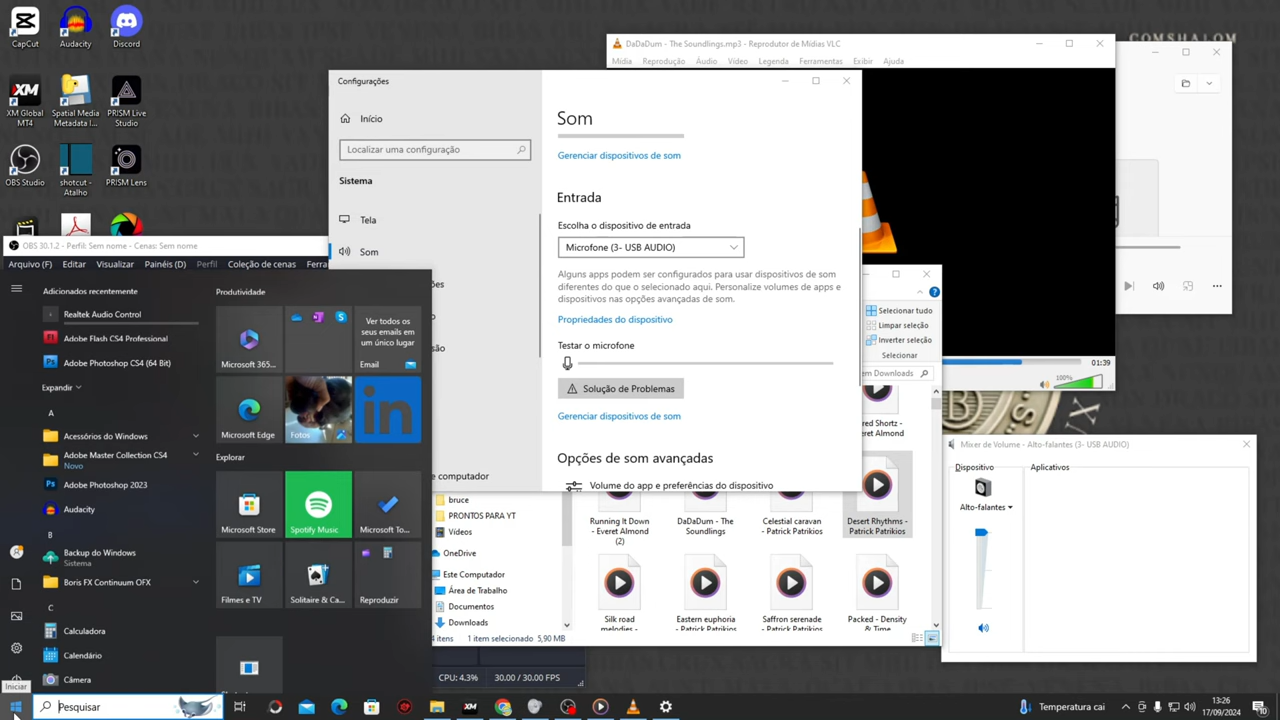 CapCut
Audacity
Discord
XM Global
MT4
Spatial Media
Metadata I...
PRISM Live
Studio
OBS Studio
shotcut -
Atalho
PRISM Lens
COMSHALOM
DaDaDum - The Soundlings.mp3 - Reprodutor de Mídias VLC
Mídia Reprodução Áudio Vídeo Legenda Ferramentas Exibir Ajuda
01:39
100%
Configurações
Início
Localizar uma configuração
Sistema
Tela
Som
Som
Gerenciar dispositivos de som
Entrada
Escolha o dispositivo de entrada
Microfone (3- USB AUDIO)
Alguns apps podem ser configurados para usar dispositivos de som
diferentes do que o selecionado aqui. Personalize volumes de apps e
dispositivos nas opções avançadas de som.
Propriedades do dispositivo
Testar o microfone
Solução de Problemas
Gerenciar dispositivos de som
Opções de som avançadas
Volume do app e preferências do dispositivo
OBS 30.1.2 - Perfil: Sem nome - Cenas: Sem nome
Arquivo (F) Editar Visualizar Painéis (D) Perfil Coleção de cenas Ferra
Adicionados recentemente
Realtek Audio Control
Adobe Flash CS4 Professional
Adobe Photoshop CS4 (64 Bit)
Expandir
A
Acessórios do Windows
Adobe Master Collection CS4
Novo
Adobe Photoshop 2023
Audacity
B
Backup do Windows
Sistema
Boris FX Continuum OFX
C
Calculadora
Calendário
Câmera
Produtividade
Microsoft 365...
Ver todos os
seus emails em
um único lugar
Email
Microsoft Edge
Fotos
Explorar
Microsoft Store
Spotify Music
Microsoft To...
Filmes e TV
Solitaire & Ca...
Reproduzir
Iniciar
Pesquisar
Selecionar tudo
Limpar seleção
Inverter seleção
Selecionar
em Downloads
red Shortz -
Everet Almond
e computador
bruce
PRONTOS PARA YT
Vídeos
OneDrive
Este Computador
Área de Trabalho
Documentos
Downloads
Running It Down
- Everet Almond
(2)
DaDaDum - The
Soundlings
Celestial caravan
- Patrick Patrikios
Desert Rhythms -
Patrick Patrikios
Silk road
melodies -
Eastern euphoria
- Patrick Patrikios
Saffron serenade
- Patrick Patrikios
Packed - Density
& Time
itens 1 item selecionado 5,90 MB
CPU: 4.3% 30.00 / 30.00 FPS
Mixer de Volume - Alto-falantes (3- USB AUDIO)
Dispositivo
Aplicativos
Alto-falantes
Temperatura cai
13:26
17/09/2024